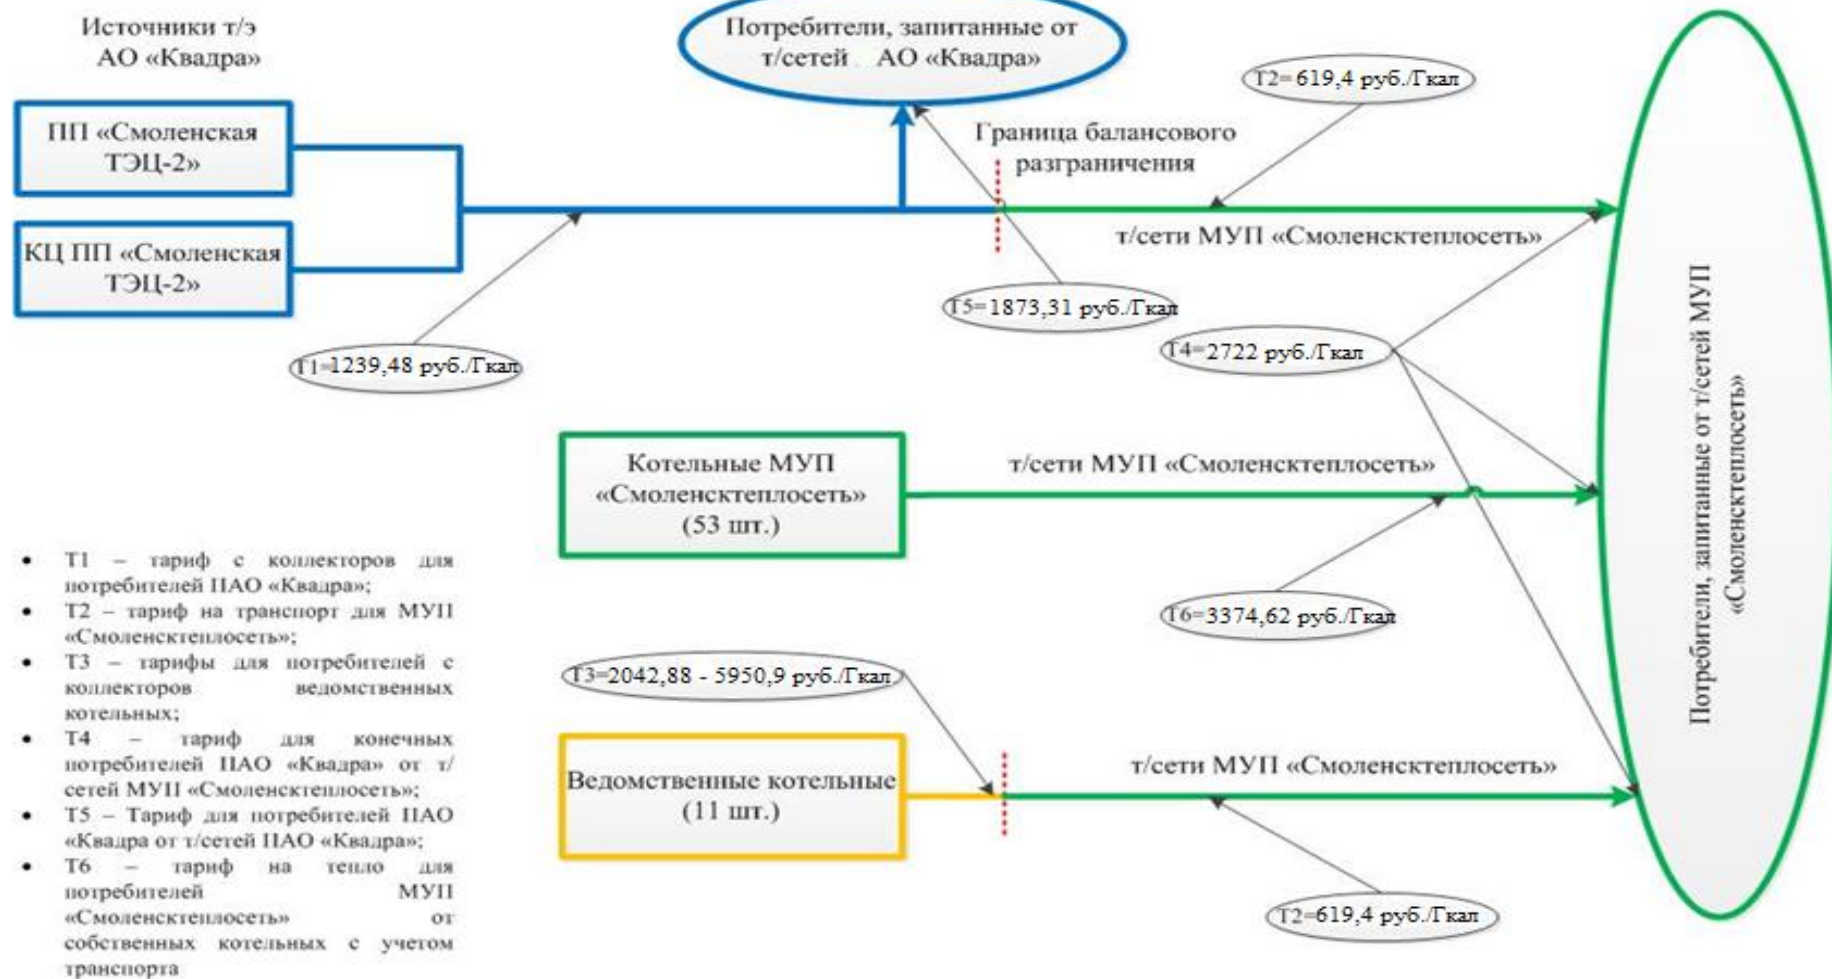 Источники т/э
АО «Квадра»
Потребители, запитанные от
т/сетей АО «Квадра»
Т2=619,4 руб./Гкал
ПП «Смоленская
ТЭЦ-2»
Граница балансового
разграничения
т/сети МУП «Смоленсктеплосеть»
КЦ ПП «Смоленская
ТЭЦ-2»
Т5=1873,31 руб./Гкал
Т4=2722 руб./Гкал
Т1=1239,48 руб./Гкал
Потребители, запитанные от т/сетей МУП
«Смоленсктеплосеть»
Котельные МУП
«Смоленсктеплосеть»
(53 шт.)
т/сети МУП «Смоленсктеплосеть»
Т6=3374,62 руб./Гкал
Т3=2042,88 - 5950,9 руб./Гкал
Ведомственные котельные
(11 шт.)
т/сети МУП «Смоленсктеплосеть»
Т2=619,4 руб./Гкал
• Т1 – тариф с коллекторов для
потребителей ПАО «Квадра»;
• Т2 – тариф на транспорт для МУП
«Смоленсктеплосеть»;
• Т3 – тарифы для потребителей с
коллекторов ведомственных
котельных;
• Т4 – тариф для конечных
потребителей ПАО «Квадра» от т/
сетей МУП «Смоленсктеплосеть»;
• Т5 – Тариф для потребителей ПАО
«Квадра от т/сетей ПАО «Квадра»;
• Т6 – тариф на тепло для
потребителей МУП
«Смоленсктеплосеть» от
собственных котельных с учетом
транспорта